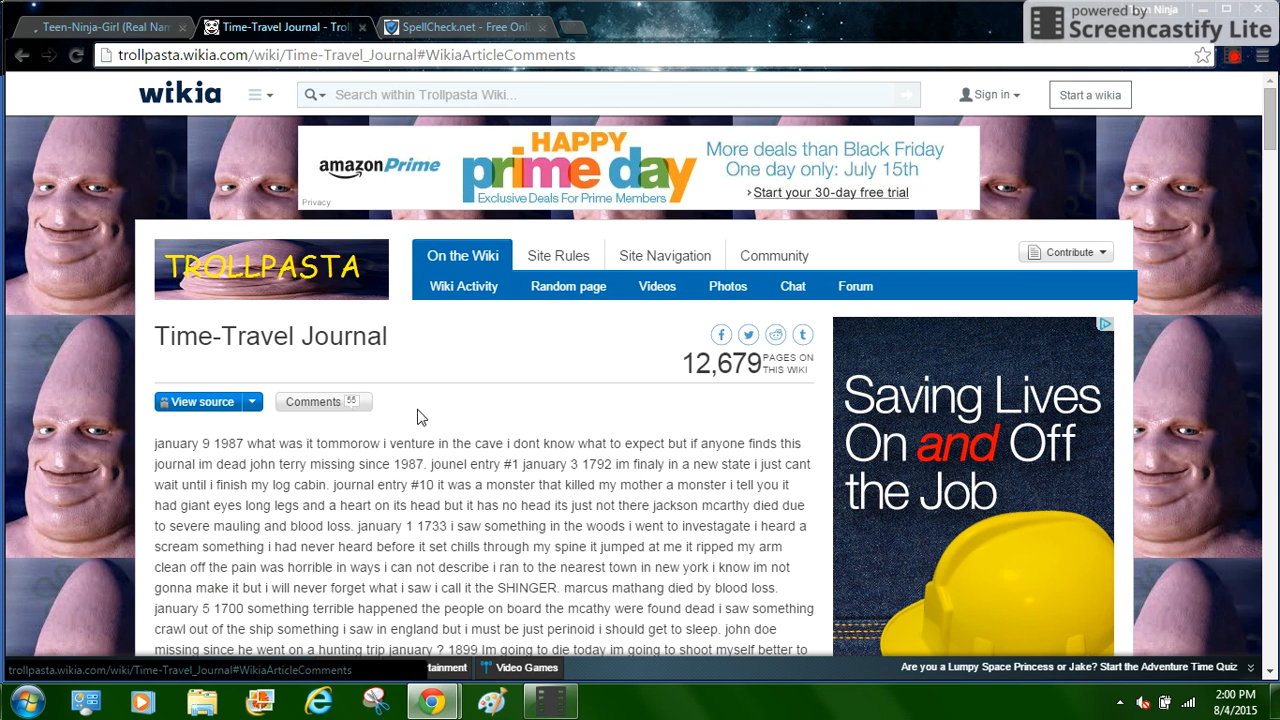 Teen-Ninja-Girl (Real Nam
Time-Travel Journal - Trol
SpellCheck.net - Free Onli
powered by
Screencastify Lite
trollpasta.wikia.com/wiki/Time-Travel_Journal#WikiaArticleComments
wikia
Search within Trollpasta Wiki...
Sign in
Start a wikia
amazonPrime
HAPPY
prime day
Exclusive Deals For Prime Members
More deals than Black Friday
One day only: July 15th
›Start your 30-day free trial
Privacy
TROLLPASTA
On the Wiki
Site Rules
Site Navigation
Community
Contribute
Wiki Activity
Random page
Videos
Photos
Chat
Forum
Time-Travel Journal
12,679 PAGES ON
THIS WIKI
View source
Comments 55
january 9 1987 what was it tommorow i venture in the cave i dont know what to expect but if anyone finds this
journal im dead john terry missing since 1987. jounel entry #1 january 3 1792 im finaly in a new state i just cant
wait until i finish my log cabin. journal entry #10 it was a monster that killed my mother a monster i tell you it
had giant eyes long legs and a heart on its head but it has no head its just not there jackson mcarthy died due
to severe mauling and blood loss. january 1 1733 i saw something in the woods i went to investagate i heard a
scream something i had never heard before it set chills through my spine it jumped at me it ripped my arm
clean off the pain was horrible in ways i can not describe i ran to the nearest town in new york i know im not
gonna make it but i will never forget what i saw i call it the SHINGER. marcus mathang died by blood loss.
january 5 1700 something terrible happened the people on board the mcathy were found dead i saw something
crawl out of the ship something i saw in england but i must be just should get to sleep. john doe
missing since he went on a hunting trip january ? 1899 Im going to die today im going to shoot myself better to
Saving Lives
On and Off
the Job
trollpasta.wikia.com/wiki/Time-Travel_Journal#WikiaArticleComments
tainment
Video Games
Are you a Lumpy Space Princess or Jake? Start the Adventure Time Quiz
2:00 PM
8/4/2015